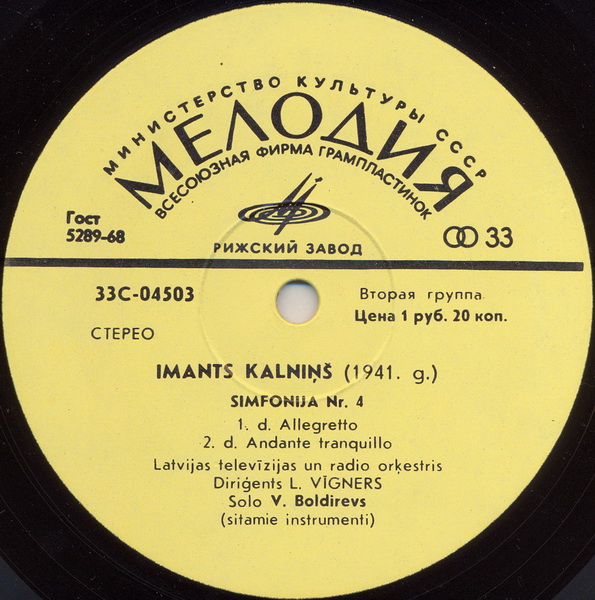 МИНИСТЕРСТВО КУЛЬТУРЫ СССР
МЕЛОДИЯ
ВСЕСОЮЗНАЯ ФИРМА ГРАМПЛАСТИНОК
Гост
5289-68
33
РИЖСКИЙ ЗАВОД
33С-04503
Вторая группа
СТЕРЕО
Цена 1 руб. 20 коп.
IMANTS KALNIŅŠ (1941. g.)
SIMFONIJA Nr. 4
1. d. Allegretto
2. d. Andante tranquillo
Latvijas televīzijas un radio orķestris
Diriģents L. VĪGNERS
Solo V. Boldirevs
(sitamie instrumenti)